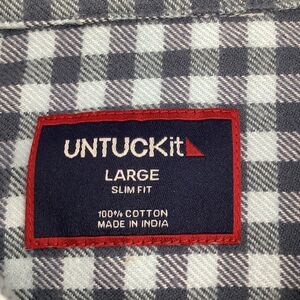 UNTUCKit
LARGE
SLIM FIT
100% COTTON
MADE IN INDIA